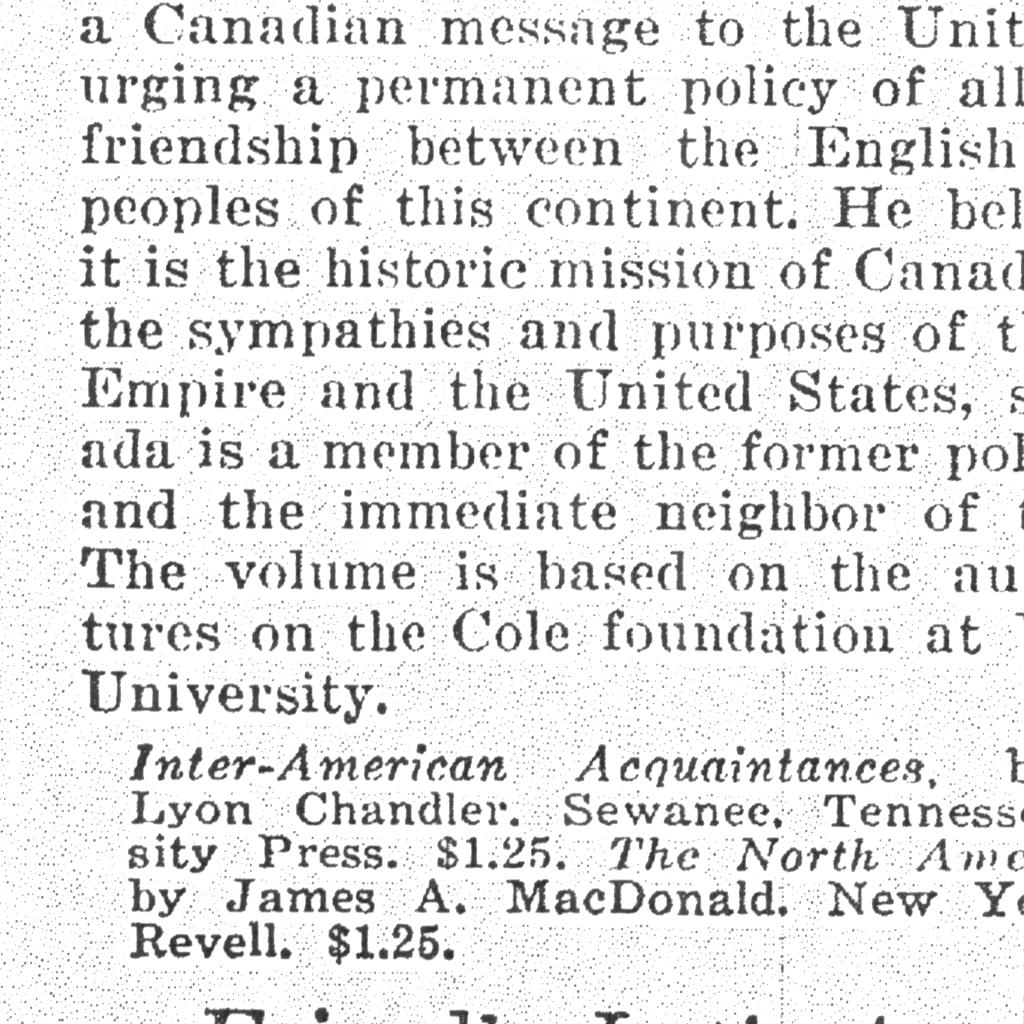 a Canadian message to the Unit
urging a permanent policy of all
friendship between the English
peoples of this continent. He bel
it is the historic mission of Canad
the sympathies and purposes of t
Empire and the United States, s
ada is a member of the former pol
and the immediate neighbor of t
The volume is based on the au
tures on the Cole foundation at
University.
Inter-American Acquaintances, b
Lyon Chandler. Sewanee, Tennesse
sity Press. $1.25. The North Ame
by James A. MacDonald. New Yo
Revell. $1.25.